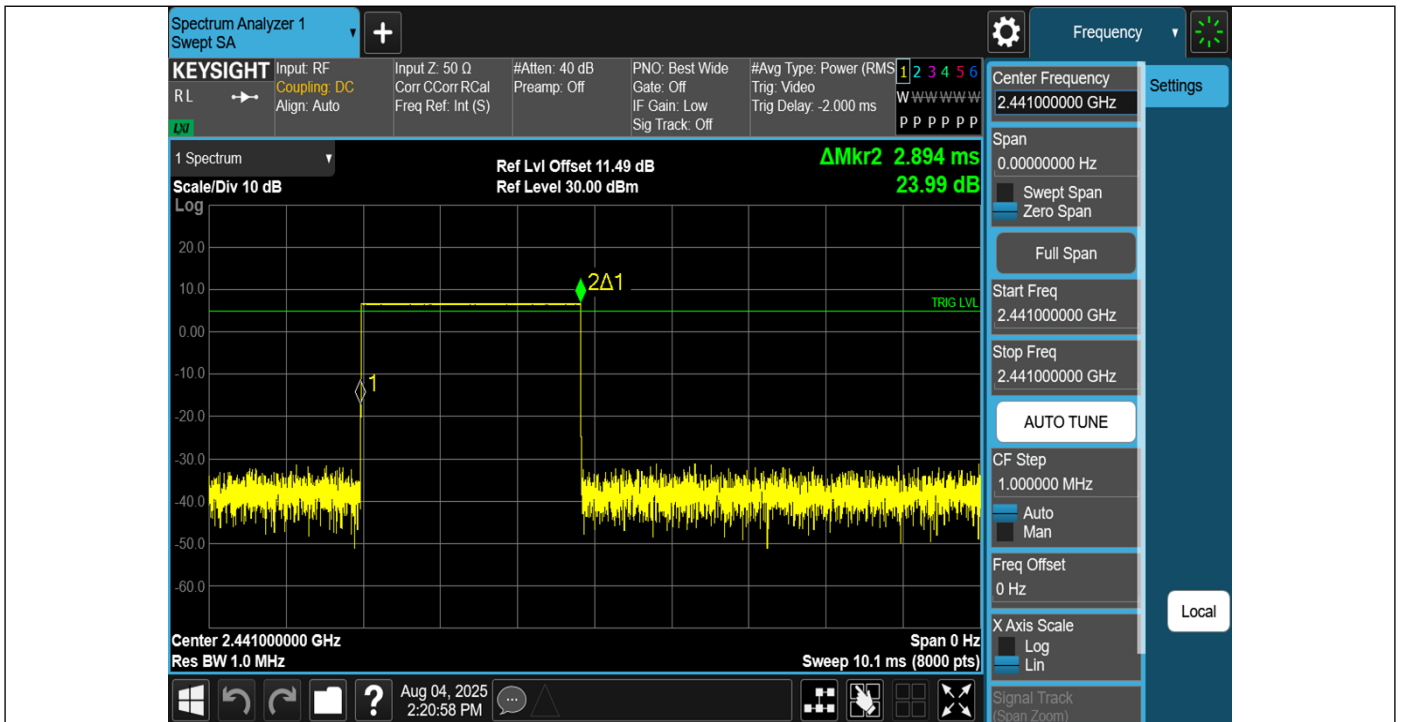 Spectrum Analyzer 1
Swept SA
Frequency
KEYSIGHT
RL
LXI
Input: RF
Coupling: DC
Align: Auto
Input Z: 50 Ω
Corr CCorr RCal
Freq Ref: Int (S)
#Atten: 40 dB
Preamp: Off
PNO: Best Wide
Gate: Off
IF Gain: Low
Sig Track: Off
#Avg Type: Power (RMS
Trig: Video
Trig Delay: -2.000 ms
1 2 3 4 5 6
W W W W W W
P P P P P P
1 Spectrum
Scale/Div 10 dB
Log
Ref Lvl Offset 11.49 dB
Ref Level 30.00 dBm
ΔMkr2 2.894 ms
23.99 dB
20.0
10.0
0.00
-10.0
-20.0
-30.0
-40.0
-50.0
-60.0
2Δ1
1
TRIG LVL
Center 2.441000000 GHz
Res BW 1.0 MHz
Span 0 Hz
Sweep 10.1 ms (8000 pts)
?
Aug 04, 2025
2:20:58 PM
Center Frequency
2.441000000 GHz
Span
0.00000000 Hz
Swept Span
Zero Span
Full Span
Start Freq
2.441000000 GHz
Stop Freq
2.441000000 GHz
AUTO TUNE
CF Step
1.000000 MHz
Auto
Man
Freq Offset
0 Hz
X Axis Scale
Log
Lin
Signal Track
(Span Zoom)
Settings
Local